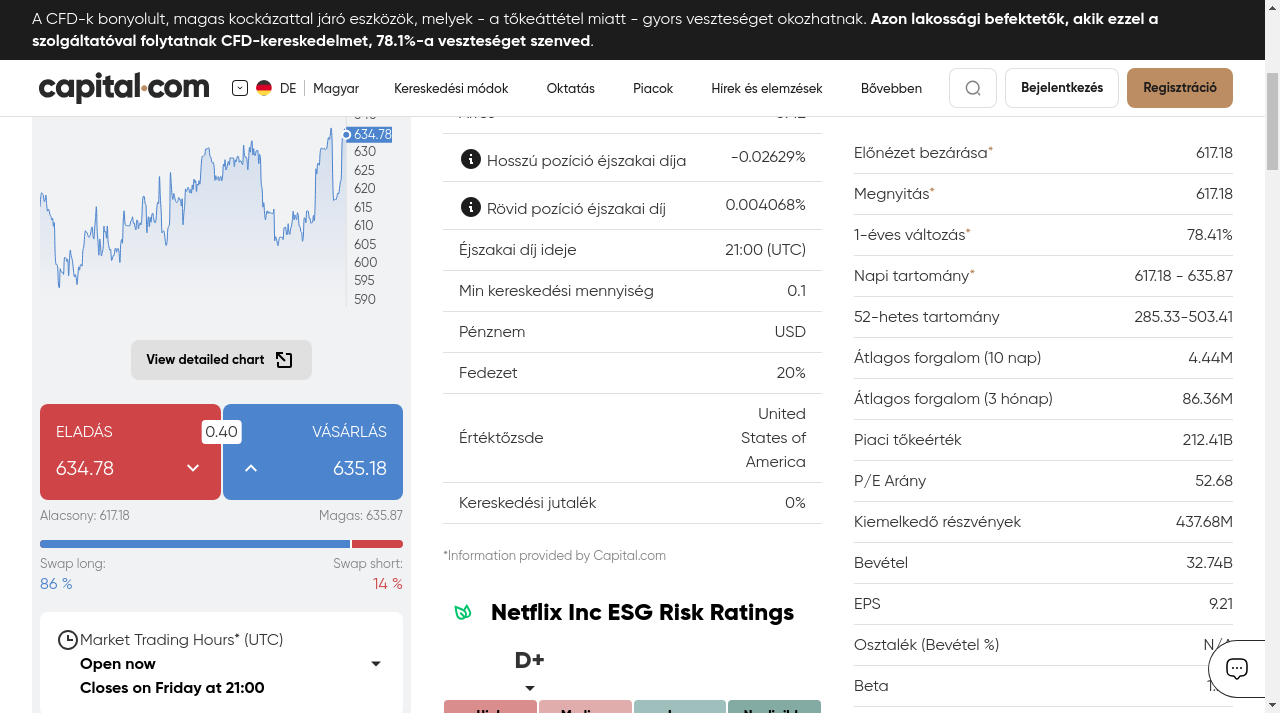 A CFD-k bonyolult, magas kockázattal járó eszközök, melyek - a tőkeáttétel miatt - gyors veszteséget okozhatnak. Azon lakossági befektetők, akik ezzel a
szolgáltatóval folytatnak CFD-kereskedelmet, 78.1%-a veszteséget szenved.
capital.com
DE
Magyar
Kereskedési módok
Oktatás
Piacok
Hírek és elemzések
Bővebben
Bejelentkezés
Regisztráció
634.78
630
625
620
615
610
605
600
595
590
View detailed chart
ELADÁS
0.40
VÁSÁRLÁS
634.78
635.18
Alacsony: 617.18
Magas: 635.87
Swap long:
Swap short:
86 %
14 %
Market Trading Hours* (UTC)
Open now
Closes on Friday at 21:00
Hosszú pozíció éjszakai díja
-0.02629%
Rövid pozíció éjszakai díj
0.004068%
Éjszakai díj ideje
21:00 (UTC)
Min kereskedési mennyiség
0.1
Pénznem
USD
Fedezet
20%
Értéktőzsde
United
States of
America
Kereskedési jutalék
0%
*Information provided by Capital.com
Netflix Inc ESG Risk Ratings
D+
Előnézet bezárása*
617.18
Megnyitás*
617.18
1-éves változás*
78.41%
Napi tartomány*
617.18 - 635.87
52-hetes tartomány
285.33-503.41
Átlagos forgalom (10 nap)
4.44M
Átlagos forgalom (3 hónap)
86.36M
Piaci tőkeérték
212.41B
P/E Arány
52.68
Kiemelkedő részvények
437.68M
Bevétel
32.74B
EPS
9.21
Osztalék (Bevétel %)
Beta